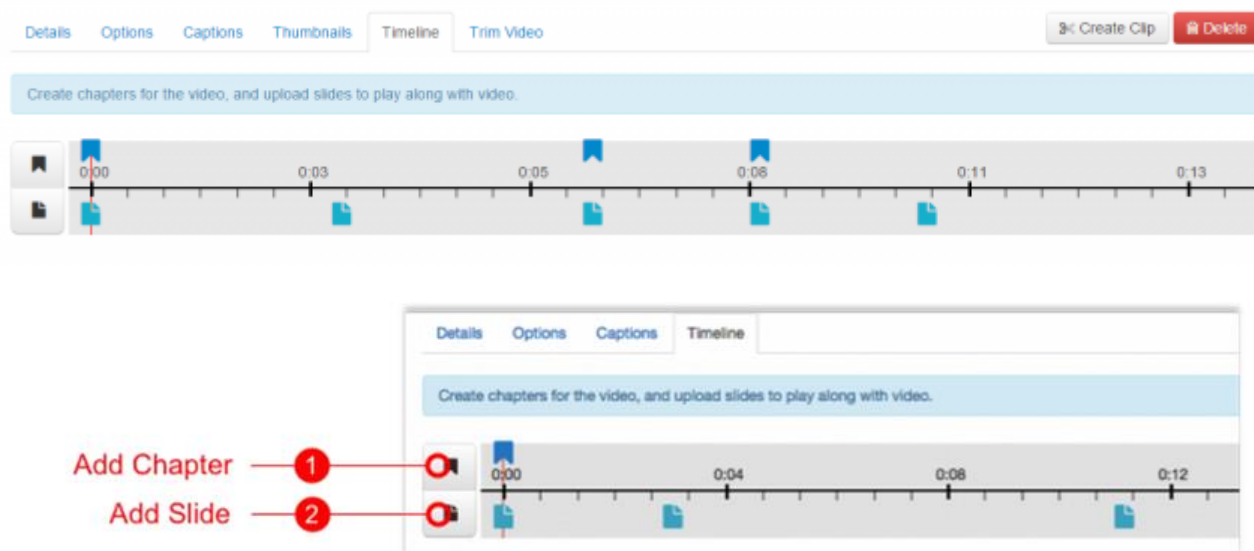 Details Options Captions Thumbnails Timeline Trim Video Create Clip Delete
Create chapters for the video, and upload slides to play along with video.
0:00 0:03 0:05 0:08 0:11 0:13
Details Options Captions Timeline
Create chapters for the video, and upload slides to play along with video.
Add Chapter 1
0:00 0:04 0:08 0:12
Add Slide 2